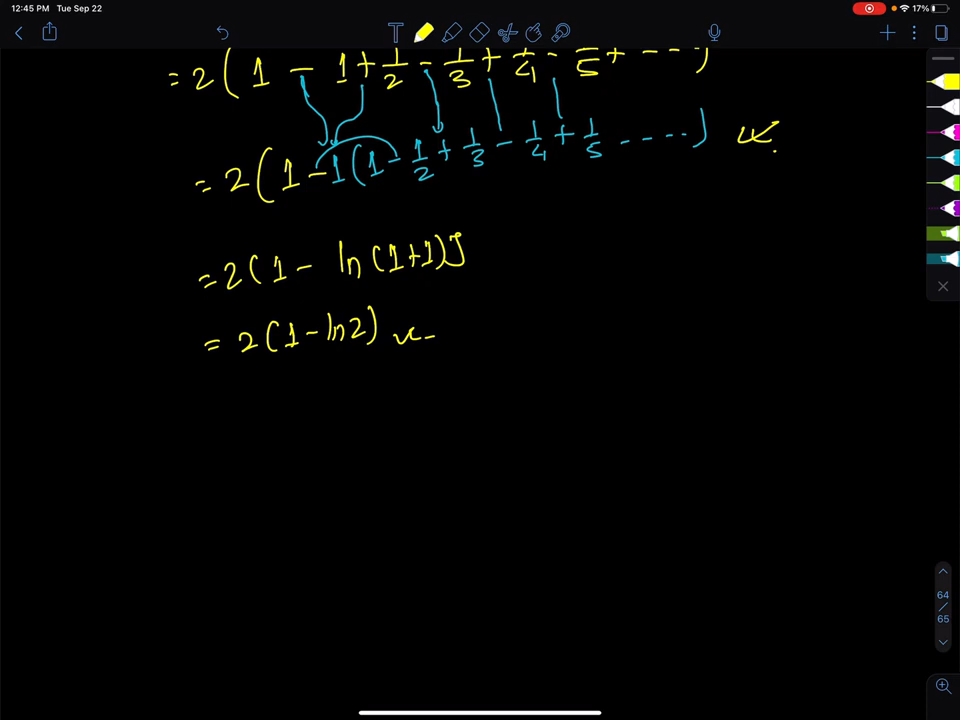 12:45 PM Tue Sep 22
17%
= 2 ( 1 - 1 + 1/2 - 1/3 + 1/4 - 1/5 + - - - )
= 2 ( 1 - 1 ( 1 - 1/2 + 1/3 - 1/4 + 1/5 - - - - - )
= 2 ( 1 - ln (1+1) ]
= 2 ( 1 - ln2 )
64
/
65